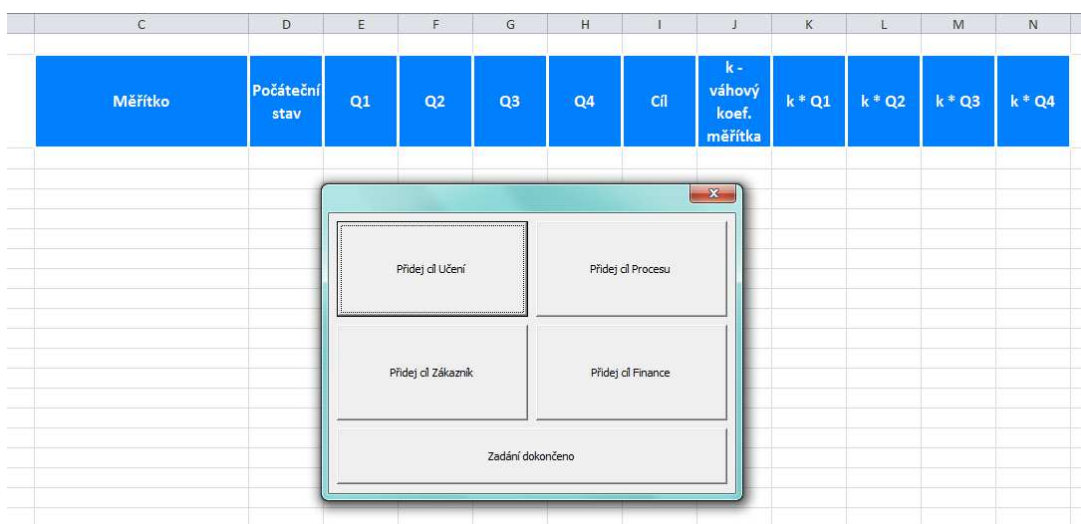 C D E F G H I J K L M N
Měřítko Počáteční stav Q1 Q2 Q3 Q4 Cíl k - váhový koef. měřítka k * Q1 k * Q2 k * Q3 k * Q4
x
Přidej cíl Učení Přidej cíl Procesu
Přidej cíl Zákazník Přidej cíl Finance
Zadání dokončeno